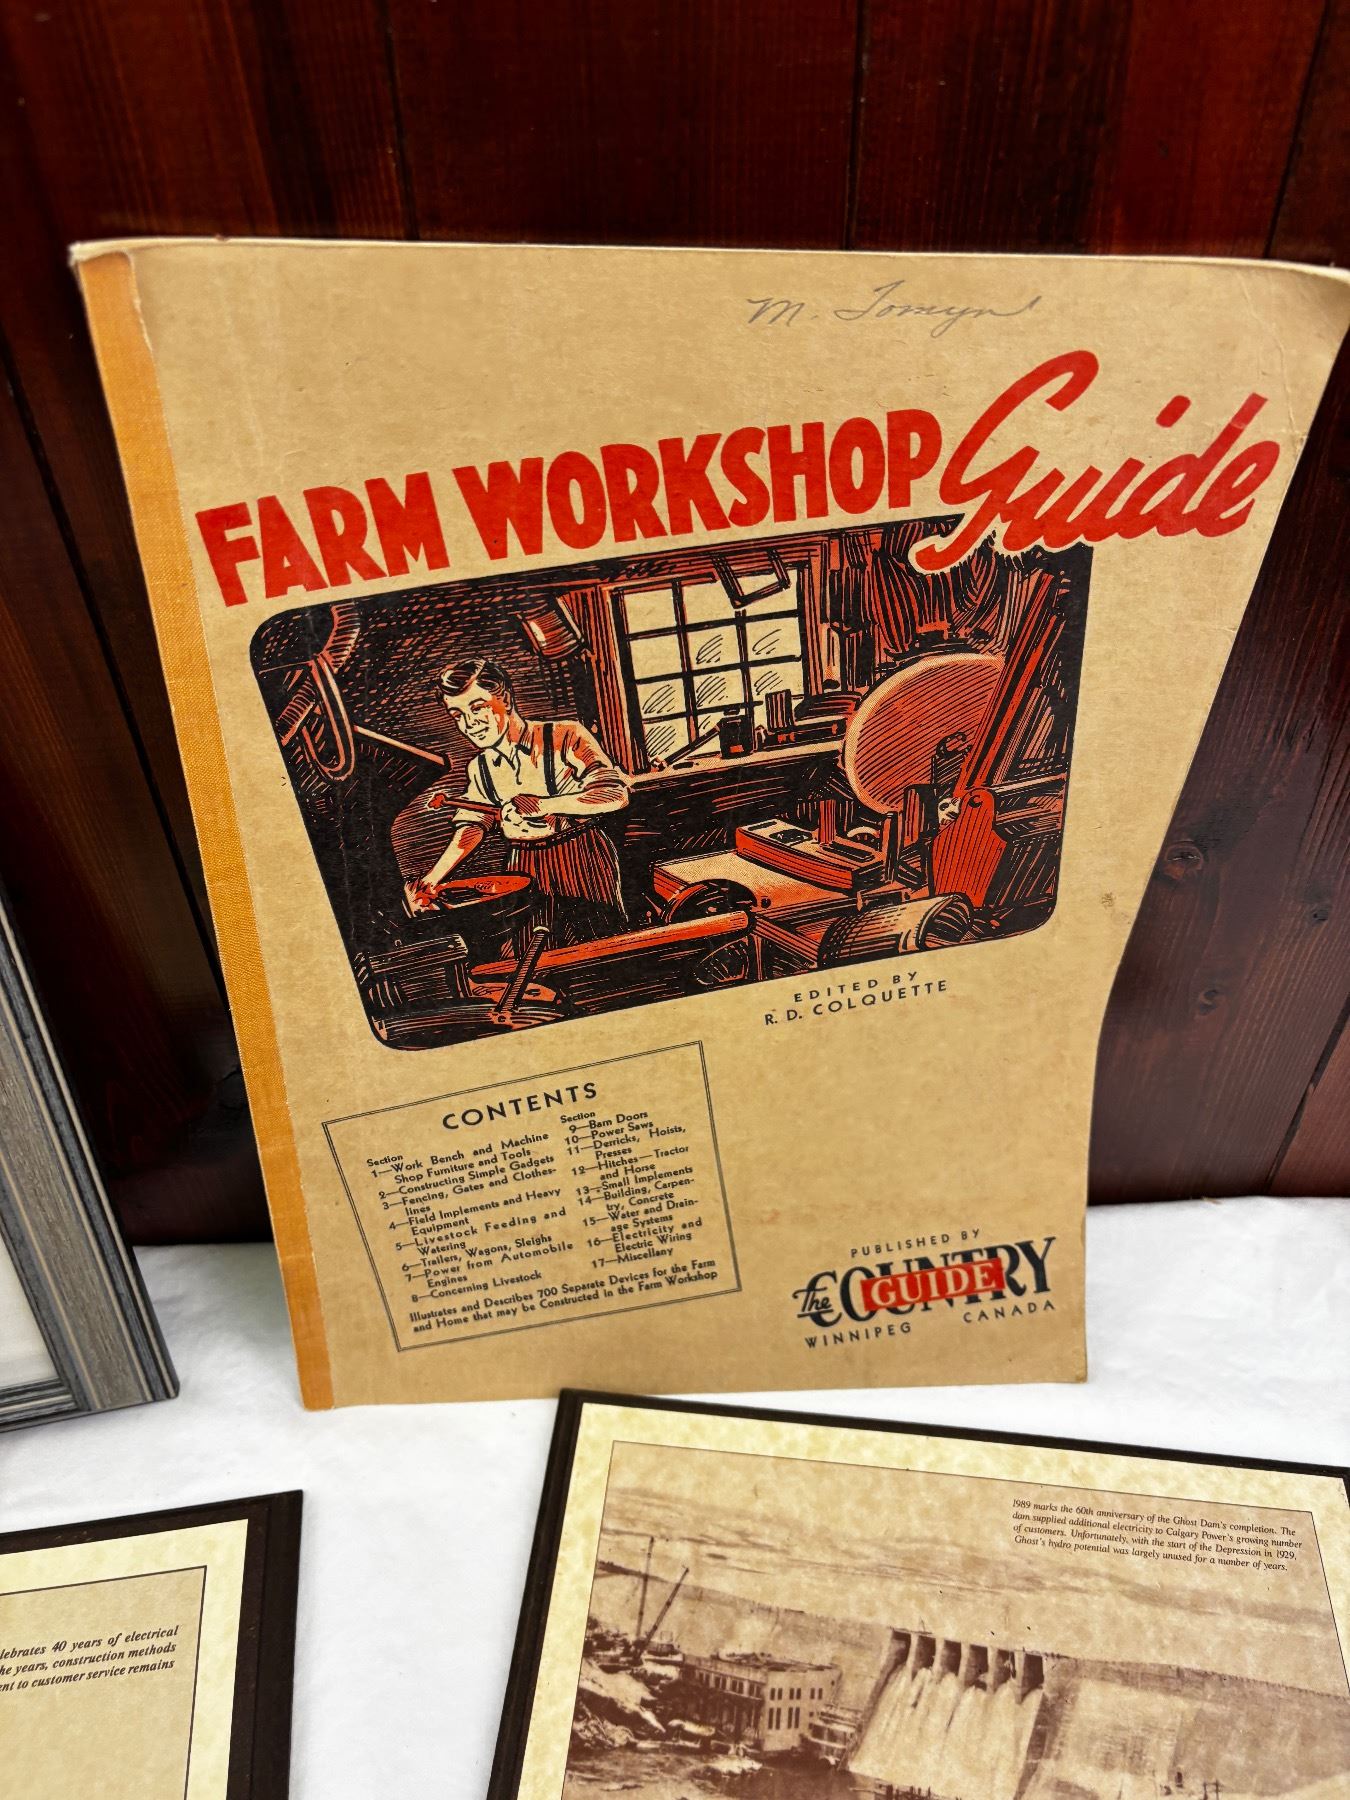 M. Tomyn
FARM WORKSHOP Guide
EDITED BY
R. D. COLQUETTE
CONTENTS
Section
1—Work Bench and Machine
Shop Furniture and Tools
2—Constructing Simple Gadgets
3—Fencing, Gates and Clothes-
lines
4—Field Implements and Heavy
Equipment
5—Livestock Feeding and
Watering
6—Trailers, Wagons, Sleighs
7—Power from Automobile
Engines
8—Concerning Livestock
Section
9—Barn Doors
10—Power Saws
11—Derricks, Hoists,
Presses
12—Hitches—Tractor
and Horse
13—Small Implements
14—Building, Carpen-
try, Concrete
15—Water and Drain-
age Systems
16—Electricity and
Electric Wiring
17—Miscellany
Illustrates and Describes 700 Separate Devices for the Farm
and Home that may be Constructed in the Farm Workshop
PUBLISHED BY
The COUNTRY
GUIDE
WINNIPEG CANADA
1989 marks the 60th anniversary of the Ghost Dam's completion. The
dam supplied additional electricity to Calgary Power's growing number
of customers. Unfortunately, with the start of the Depression in 1929,
Ghost's hydro potential was largely unused for a number of years.
lebrates 40 years of electrical
he years, construction methods
nt to customer service remains